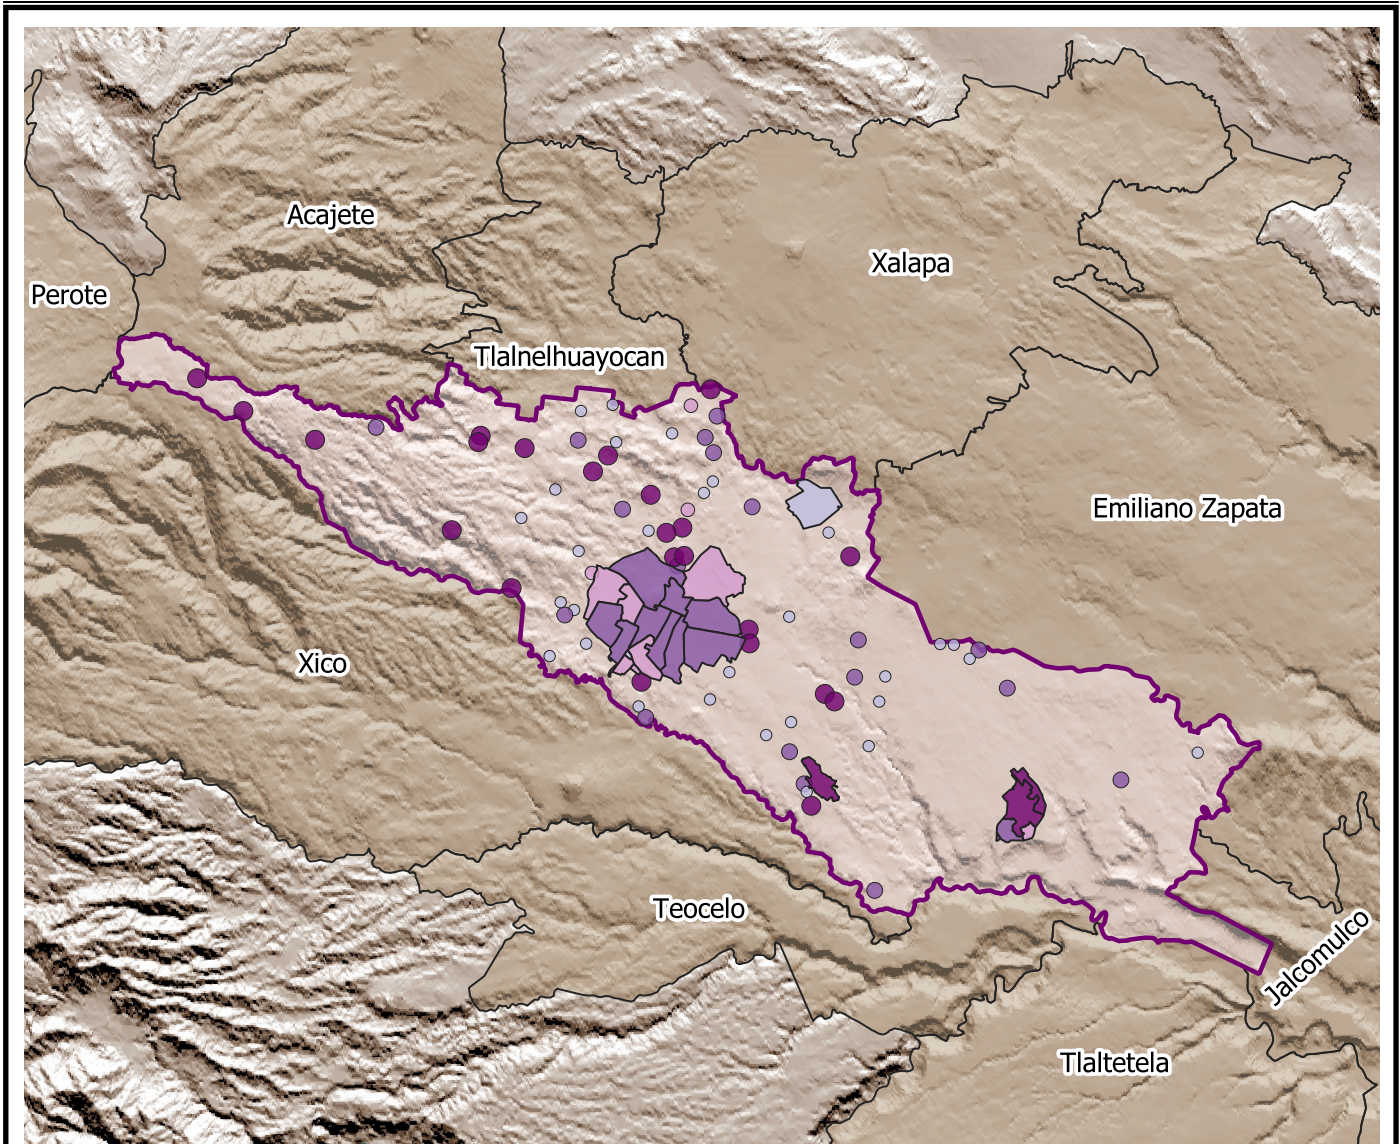 Acajete
Xalapa
Perote
Tlalnelhuayocan
Emiliano Zapata
Xico
Teocelo
Jalcomulco
Tlaltetela